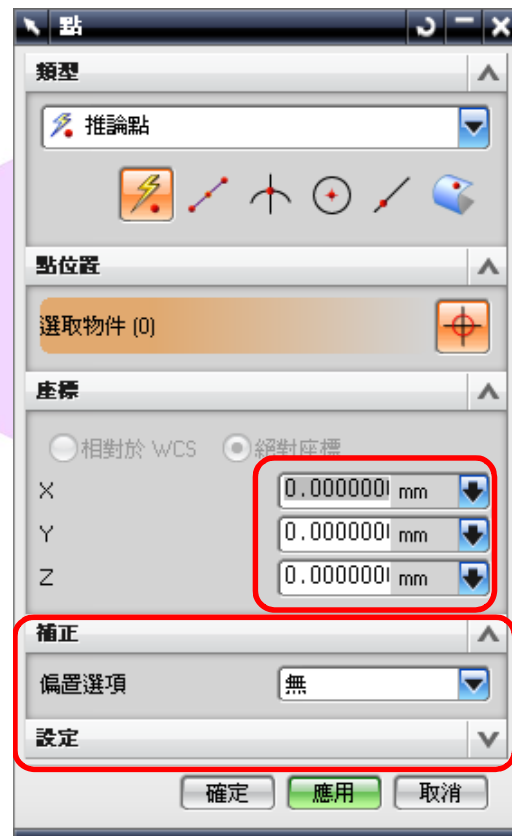 點
類型
推論點
點位置
選取物件 (0)
座標
相對於 WCS 絕對座標
X 0.000000 mm
Y 0.000000 mm
Z 0.000000 mm
補正
偏置選項 無
設定
確定 應用 取消